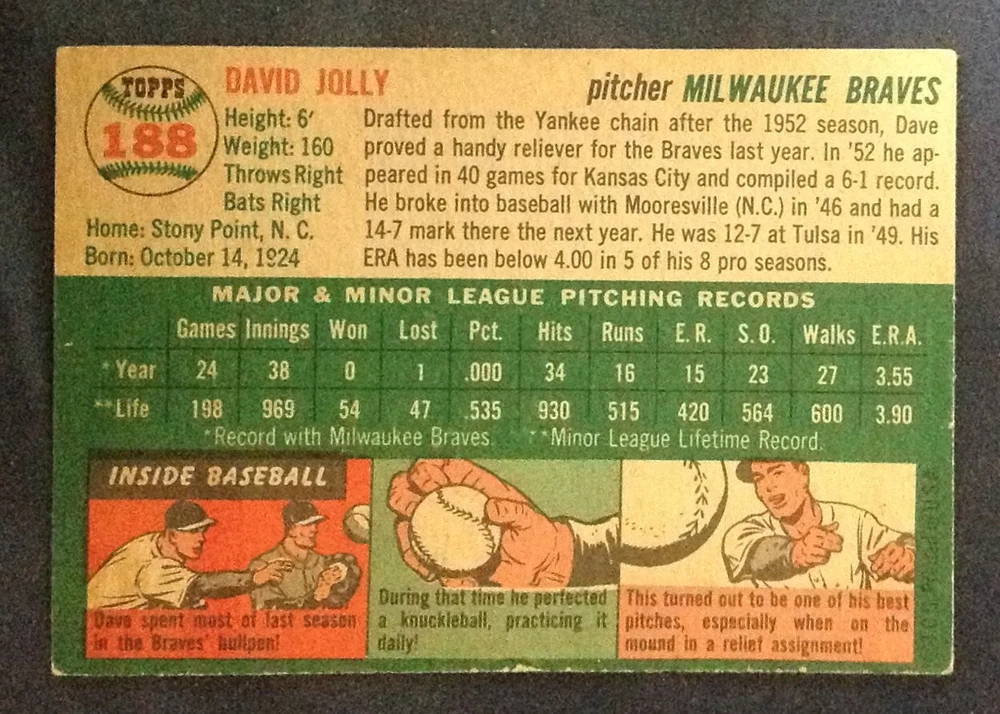 TOPPS
188
DAVID JOLLY
pitcher MILWAUKEE BRAVES
Height: 6'
Weight: 160
Throws Right
Bats Right
Home: Stony Point, N. C.
Born: October 14, 1924
Drafted from the Yankee chain after the 1952 season, Dave
proved a handy reliever for the Braves last year. In '52 he ap-
peared in 40 games for Kansas City and compiled a 6-1 record.
He broke into baseball with Mooresville (N.C.) in '46 and had a
14-7 mark there the next year. He was 12-7 at Tulsa in '49. His
ERA has been below 4.00 in 5 of his 8 pro seasons.
MAJOR & MINOR LEAGUE PITCHING RECORDS
Games Innings Won Lost Pct. Hits Runs E.R. S.O. Walks E.R.A.
*Year 24 38 0 1 .000 34 16 15 23 27 3.55
**Life 198 969 54 47 .535 930 515 420 564 600 3.90
*Record with Milwaukee Braves. **Minor League Lifetime Record.
INSIDE BASEBALL
Dave spent most of last season
in the Braves' bullpen!
During that time he perfected
a knuckleball, practicing it
daily!
This turned out to be one of his best
pitches, especially when on the
mound in a relief assignment!